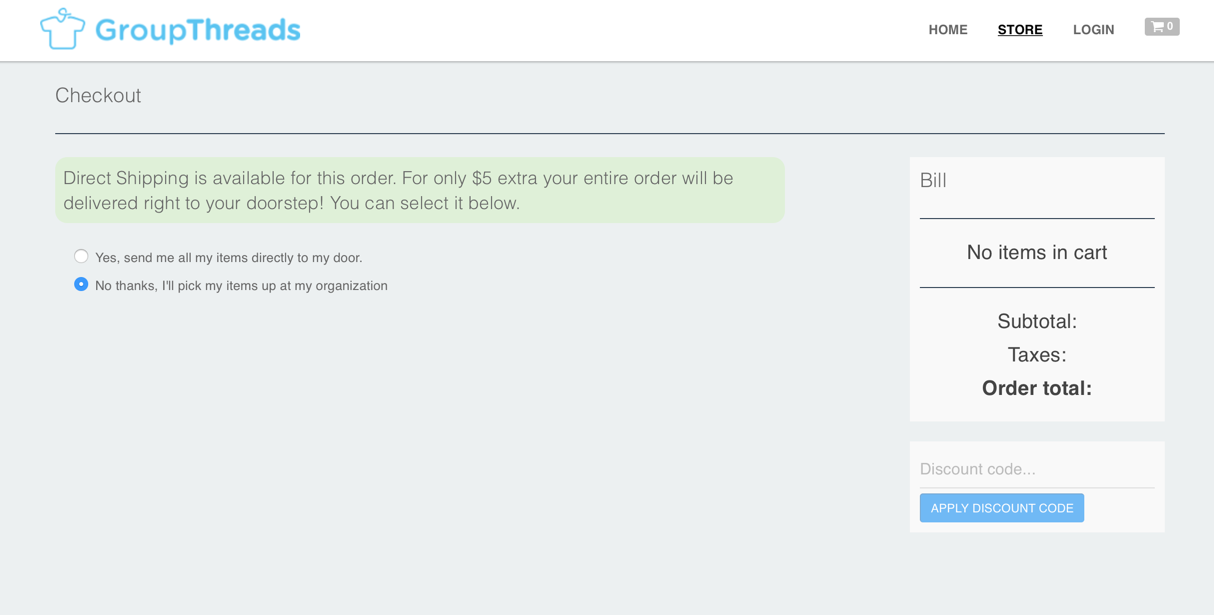 GroupThreads
HOME
STORE
LOGIN
0
Checkout
Direct Shipping is available for this order. For only $5 extra your entire order will be
delivered right to your doorstep! You can select it below.
Yes, send me all my items directly to my door.
No thanks, I'll pick my items up at my organization
Bill
No items in cart
Subtotal:
Taxes:
Order total:
Discount code...
APPLY DISCOUNT CODE